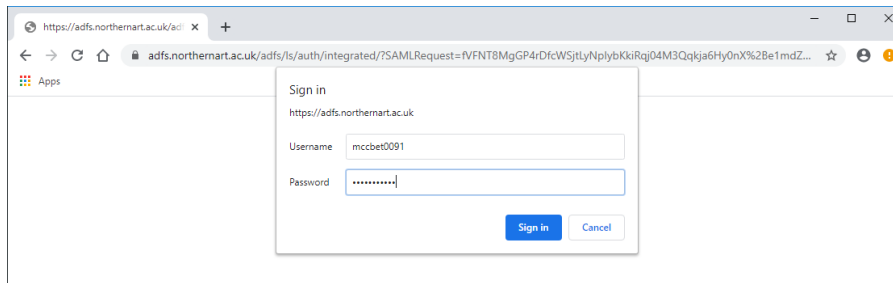 https://adfs.northernart.ac.uk/adf
adfs.northernart.ac.uk/adfs/ls/auth/integrated/?SAMLRequest=fVFNT8MgGP4rDfcWSjtLyNplybKkiRqj04M3Qqkja6Hy0nX%2Be1mdZ...
Apps
Sign in
https://adfs.northernart.ac.uk
Username mccbet0091
Password •••••••••••
Sign in Cancel